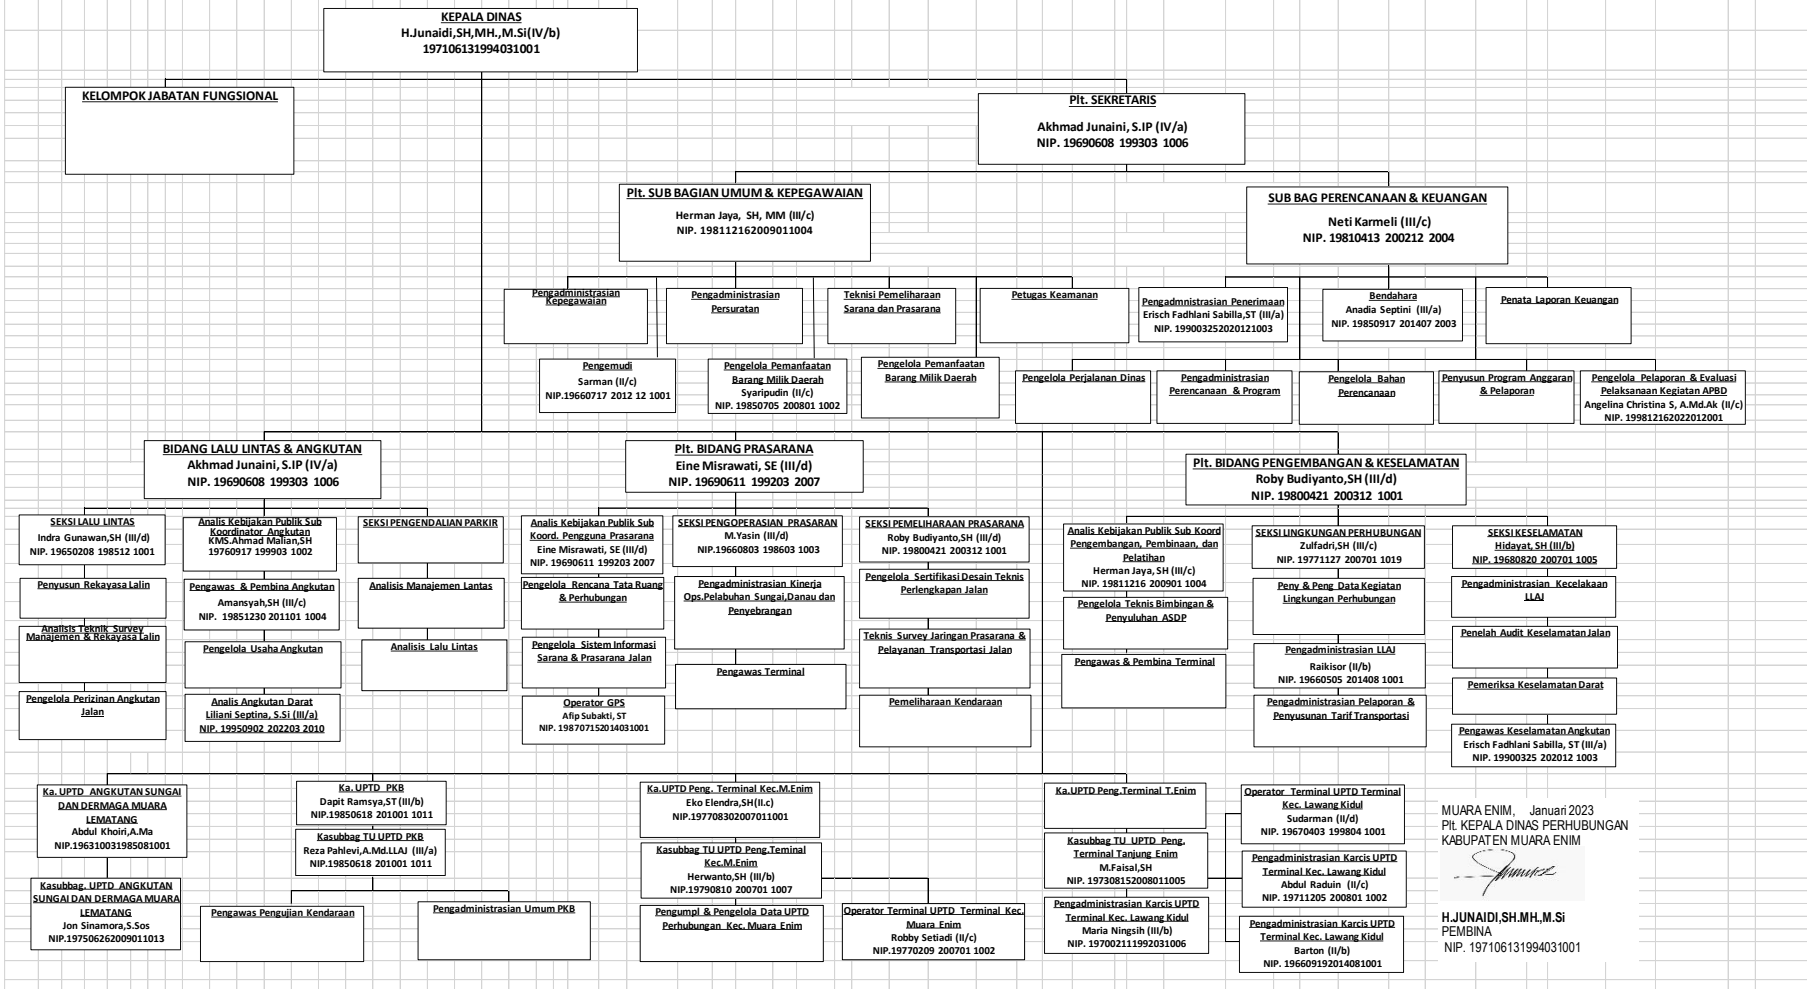 KEPALA DINAS
H.Junaidi,SH,MH.,M.Si(IV/b)
197106131994031001
KELOMPOK JABATAN FUNGSIONAL
Plt. SEKRETARIS
Akhmad Junaini, S.IP (IV/a)
NIP. 19690608 199303 1006
Plt. SUB BAGIAN UMUM & KEPEGAWAIAN
Herman Jaya, SH, MM (III/c)
NIP. 198112162009011004
SUB BAG PERENCANAAN & KEUANGAN
Neti Karmeli (III/c)
NIP. 19810413 200212 2004
Pengadministrasian
Kepegawaian
Pengadministrasian
Persuratan
Teknisi Pemeliharaan
Sarana dan Prasarana
Petugas Keamanan
Pengadmnistrasian Penerimaan
Erisch Fadhlani Sabilla,ST (III/a)
NIP. 199003252020121003
Bendahara
Anadia Septini (III/a)
NIP. 19850917 201407 2003
Penata Laporan Keuangan
Pengemudi
Sarman (II/c)
NIP.19660717 2012 12 1001
Pengelola Pemanfaatan
Barang Milik Daerah
Syaripudin (II/c)
NIP. 19850705 200801 1002
Pengelola Pemanfaatan
Barang Milik Daerah
Pengelola Perjalanan Dinas
Pengadministrasian
Perencanaan & Program
Pengelola Bahan
Perencanaan
Penyusun Program Anggaran
& Pelaporan
Pengelola Pelaporan & Evaluasi
Pelaksanaan Kegiatan APBD
Angelina Christina S, A.Md.Ak (II/c)
NIP. 199812162022012001
BIDANG LALU LINTAS & ANGKUTAN
Akhmad Junaini, S.IP (IV/a)
NIP. 19690608 199303 1006
Plt. BIDANG PRASARANA
Eine Misrawati, SE (III/d)
NIP. 19690611 199203 2007
Plt. BIDANG PENGEMBANGAN & KESELAMATAN
Roby Budiyanto,SH (III/d)
NIP. 19800421 200312 1001
SEKSI LALU LINTAS
Indra Gunawan,SH (III/d)
NIP. 19650208 198512 1001
Penyusun Rekayasa Lalin
Analisis Teknik Survey
Manajemen & Rekayasa Lalin
Pengelola Perizinan Angkutan
Jalan
Analis Kebijakan Publik Sub
Koordinator Angkutan
KMS.Ahmad Malian,SH
19760917 199903 1002
Pengawas & Pembina Angkutan
Amansyah,SH (III/c)
NIP. 19851230 201101 1004
Pengelola Usaha Angkutan
Analis Angkutan Darat
Liliani Septina, S.Si (III/a)
NIP. 19950902 202203 2010
SEKSI PENGENDALIAN PARKIR
Analisis Manajemen Lantas
Analisis Lalu Lintas
Analis Kebijakan Publik Sub
Koord. Pengguna Prasarana
Eine Misrawati, SE (III/d)
NIP. 19690611 199203 2007
Pengelola Rencana Tata Ruang
& Perhubungan
Pengelola Sistem Informasi
Sarana & Prasarana Jalan
Operator GPS
Afip Subakti, ST
NIP. 198707152014031001
SEKSI PENGOPERASIAN PRASARAN
M.Yasin (III/d)
NIP.19660803 198603 1003
Pengadministrasian Kinerja
Ops.Pelabuhan Sungai,Danau dan
Penyebrangan
Pengawas Terminal
SEKSI PEMELIHARAAN PRASARANA
Roby Budiyanto,SH (III/d)
NIP. 19800421 200312 1001
Pengelola Sertifikasi Desain Teknis
Perlengkapan Jalan
Teknis Survey Jaringan Prasarana &
Pelayanan Transportasi Jalan
Pemeliharaan Kendaraan
Analis Kebijakan Publik Sub Koord
Pengembangan, Pembinaan, dan
Pelatihan
Herman Jaya, SH (III/c)
NIP. 19811216 200901 1004
Pengelola Teknis Bimbingan &
Penyuluhan ASDP
Pengawas & Pembina Terminal
SEKSI LINGKUNGAN PERHUBUNGAN
Zulfadri,SH (III/c)
NIP. 19771127 200701 1019
Peny & Peng Data Kegiatan
Lingkungan Perhubungan
Pengadministrasian LLAJ
Raikisor (II/b)
NIP. 19660505 201408 1001
Pengadministrasian Pelaporan &
Penyusunan Tarif Transportasi
SEKSI KESELAMATAN
Hidayat, SH (III/b)
NIP. 19680820 200701 1005
Pengadministrasian Kecelakaan
LLAJ
Penelah Audit Keselamatan Jalan
Pemeriksa Keselamatan Darat
Pengawas Keselamatan Angkutan
Erisch Fadhlani Sabilla, ST (III/a)
NIP. 19900325 202012 1003
Ka. UPTD ANGKUTAN SUNGAI
DAN DERMAGA MUARA
LEMATANG
Abdul Khoiri,A.Ma
NIP.196310031985081001
Kasubbag. UPTD ANGKUTAN
SUNGAI DAN DERMAGA MUARA
LEMATANG
Jon Sinamora,S.Sos
NIP.197506262009011013
Ka. UPTD PKB
Dapit Ramsya,ST (III/b)
NIP.19850618 201001 1011
Kasubbag TU UPTD PKB
Reza Pahlevi,A.Md.LLAJ (III/a)
NIP.19850618 201001 1011
Pengawas Pengujian Kendaraan
Pengadministrasian Umum PKB
Ka.UPTD Peng. Terminal Kec.M.Enim
Eko Elendra,SH(II.c)
NIP.197708302007011001
Kasubbag TU UPTD Peng.Teminal
Kec.M.Enim
Herwanto,SH (III/b)
NIP.19790810 200701 1007
Pengumpl & Pengelola Data UPTD
Perhubungan Kec. Muara Enim
Operator Terminal UPTD Terminal Kec.
Muara Enim
Robby Setiadi (II/c)
NIP.19770209 200701 1002
Ka.UPTD Peng.Terminal T.Enim
Kasubbag TU UPTD Peng.
Terminal Tanjung Enim
M.Faisal,SH
NIP. 197308152008011005
Pengadministrasian Karcis UPTD
Terminal Kec. Lawang Kidul
Maria Ningsih (III/b)
NIP. 197002111992031006
Operator Terminal UPTD Terminal
Kec. Lawang Kidul
Sudarman (II/d)
NIP. 19670403 199804 1001
Pengadministrasian Karcis UPTD
Terminal Kec. Lawang Kidul
Abdul Raduin (II/c)
NIP. 19711205 200801 1002
Pengadministrasian Karcis UPTD
Terminal Kec. Lawang Kidul
Barton (II/b)
NIP. 196609192014081001
MUARA ENIM, Januari 2023
Plt. KEPALA DINAS PERHUBUNGAN
KABUPATEN MUARA ENIM
H.JUNAIDI,SH.MH.,M.Si
PEMBINA
NIP. 197106131994031001